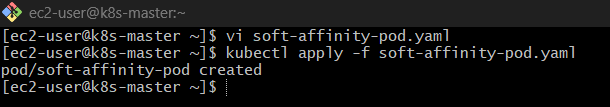 ec2-user@k8s-master:~
[ec2-user@k8s-master ~]$ vi soft-affinity-pod.yaml
[ec2-user@k8s-master ~]$ kubectl apply -f soft-affinity-pod.yaml
pod/soft-affinity-pod created
[ec2-user@k8s-master ~]$